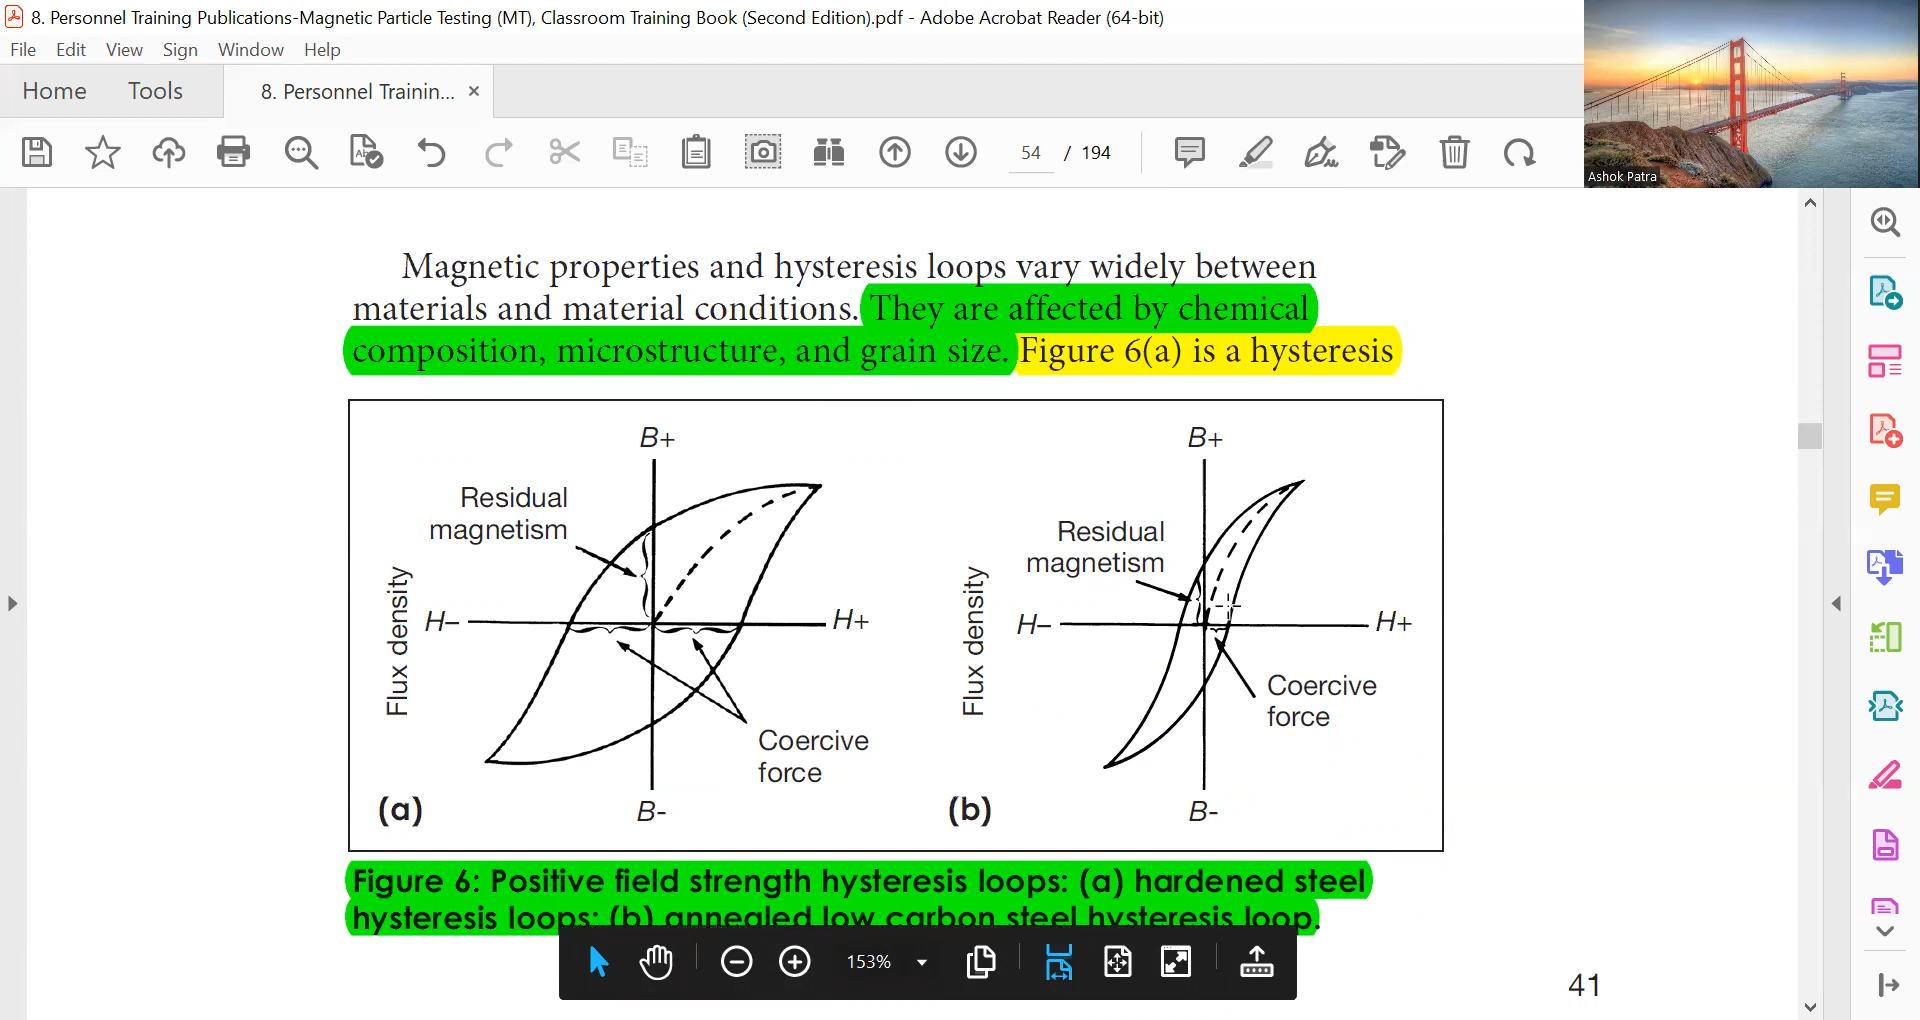 8. Personnel Training Publications-Magnetic Particle Testing (MT), Classroom Training Book (Second Edition).pdf - Adobe Acrobat Reader (64-bit)
File Edit View Sign Window Help
Home Tools 8. Personnel Trainin... ×
54 / 194
Ashok Patra
Magnetic properties and hysteresis loops vary widely between
materials and material conditions. They are affected by chemical
composition, microstructure, and grain size. Figure 6(a) is a hysteresis
B+
Residual
magnetism
Flux density
H–
H+
Coercive
force
(a)
B-
B+
Residual
magnetism
Flux density
H–
H+
Coercive
force
(b)
B-
Figure 6: Positive field strength hysteresis loops: (a) hardened steel
hysteresis loops; (b) annealed low carbon steel hysteresis loop.
153%
41